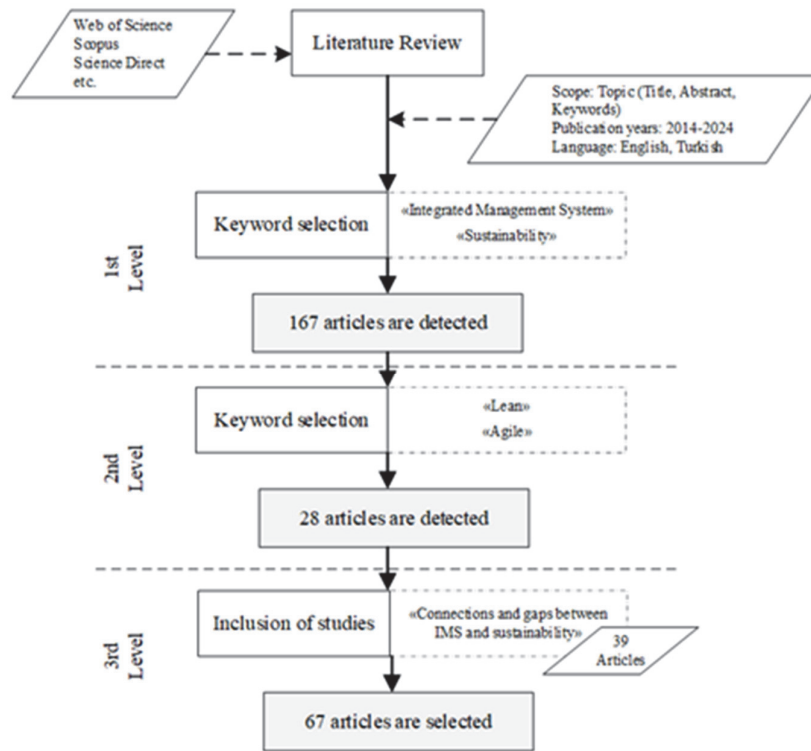 Web of Science
Scopus
Science Direct
etc.
Literature Review
Scope: Topic (Title, Abstract,
Keywords)
Publication years: 2014-2024
Language: English, Turkish
1st
Level
Keyword selection
«Integrated Management System»
«Sustainability»
167 articles are detected
2nd
Level
Keyword selection
«Lean»
«Agile»
28 articles are detected
3rd
Level
Inclusion of studies
«Connections and gaps between
IMS and sustainability»
39
Articles
67 articles are selected